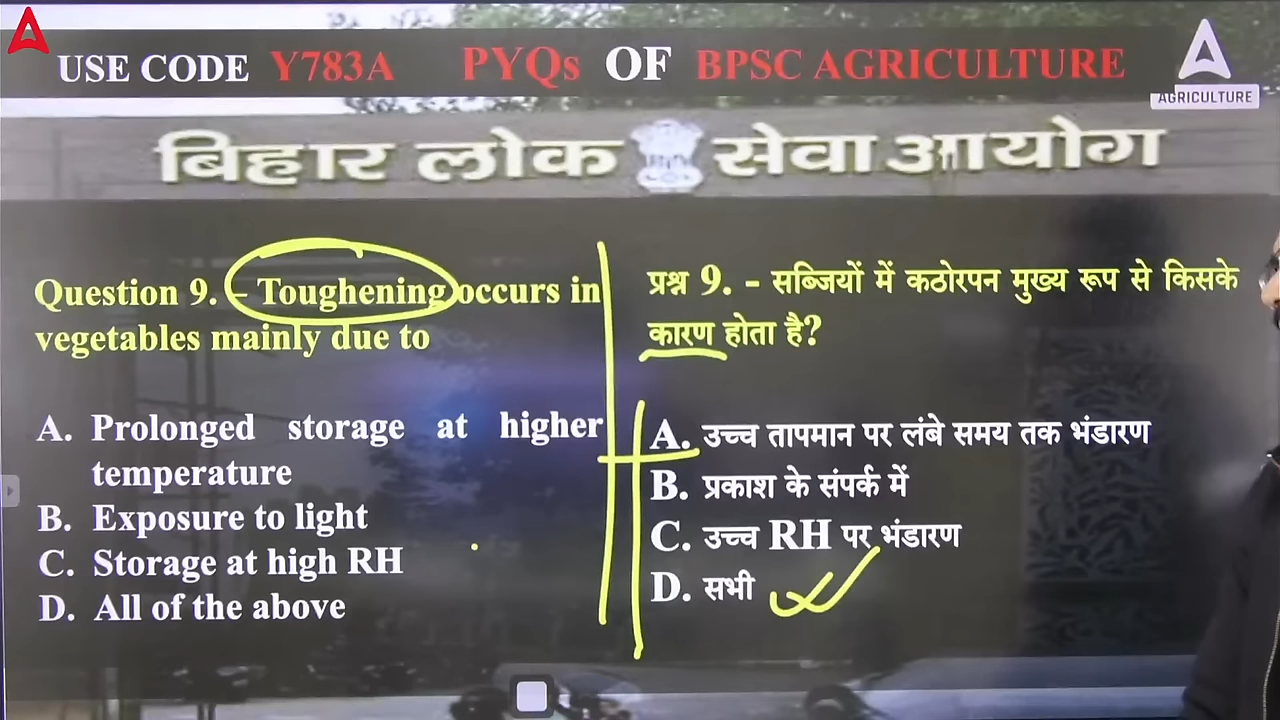 USE CODE Y783A PYQs OF BPSC AGRICULTURE
AGRICULTURE
बिहार लोक सेवा आयोग
Question 9. - Toughening occurs in
vegetables mainly due to
A. Prolonged storage at higher
temperature
B. Exposure to light
C. Storage at high RH
D. All of the above
प्रश्न 9. - सब्जियों में कठोरपन मुख्य रूप से किसके
कारण होता है?
A. उच्च तापमान पर लंबे समय तक भंडारण
B. प्रकाश के संपर्क में
C. उच्च RH पर भंडारण
D. सभी